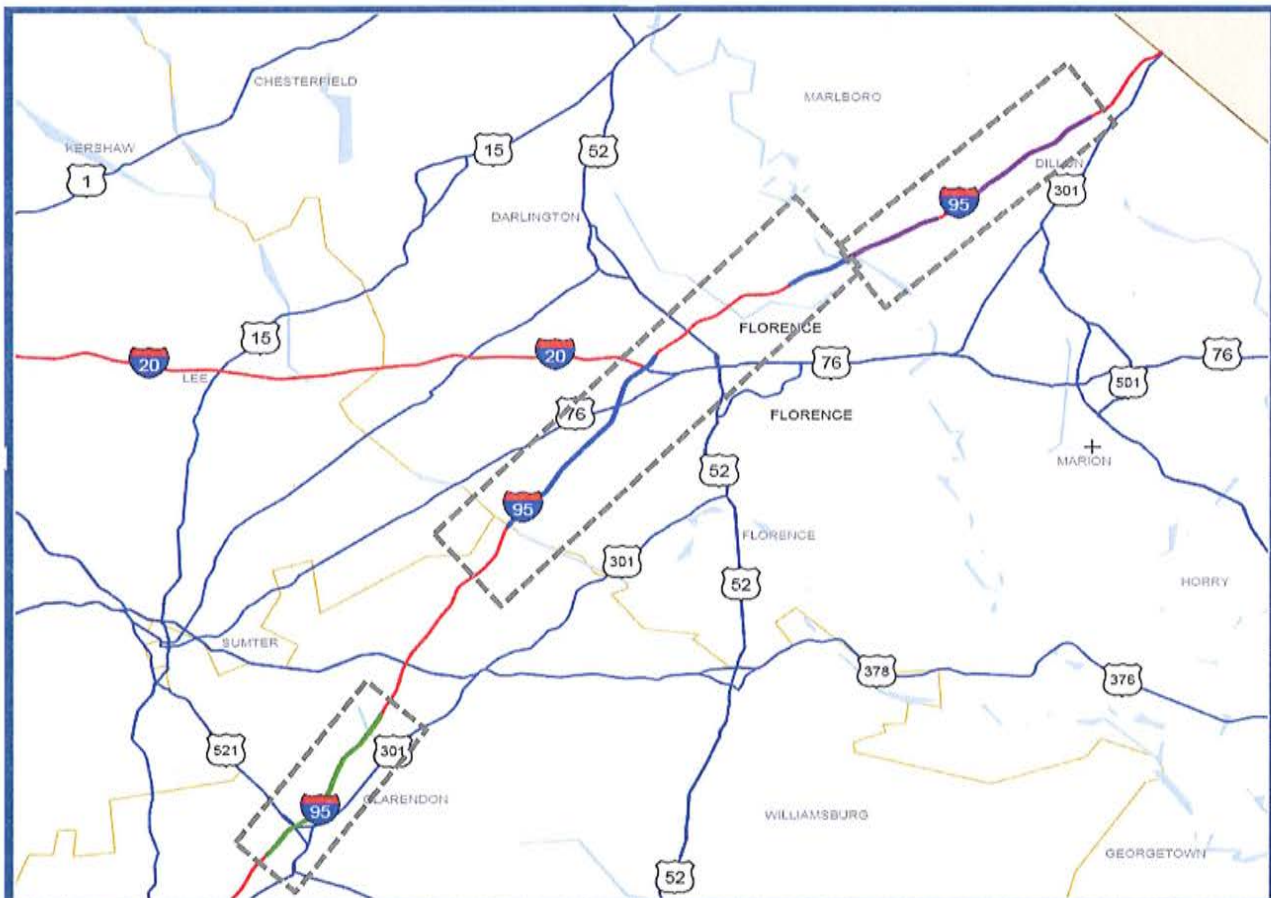 CHESTERFIELD
MARLBORO
KERSHAW
1
15
52
DILLON
301
95
DARLINGTON
15
FLORENCE
20
20
76
76
LEE
501
76
FLORENCE
MARION
52
95
FLORENCE
301
52
HORRY
SUMTER
378
376
521
301
CLARENDON
95
WILLIAMSBURG
GEORGETOWN
52